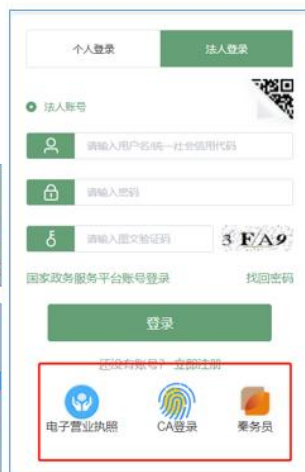 个人登录 法人登录
法人账号
请输入用户名/统一社会信用代码
请输入密码
请输入图文验证码 3 FA9
国家政务服务平台账号登录 找回密码
登录
还没有账号? 立即注册
电子营业执照 CA登录 秦务员